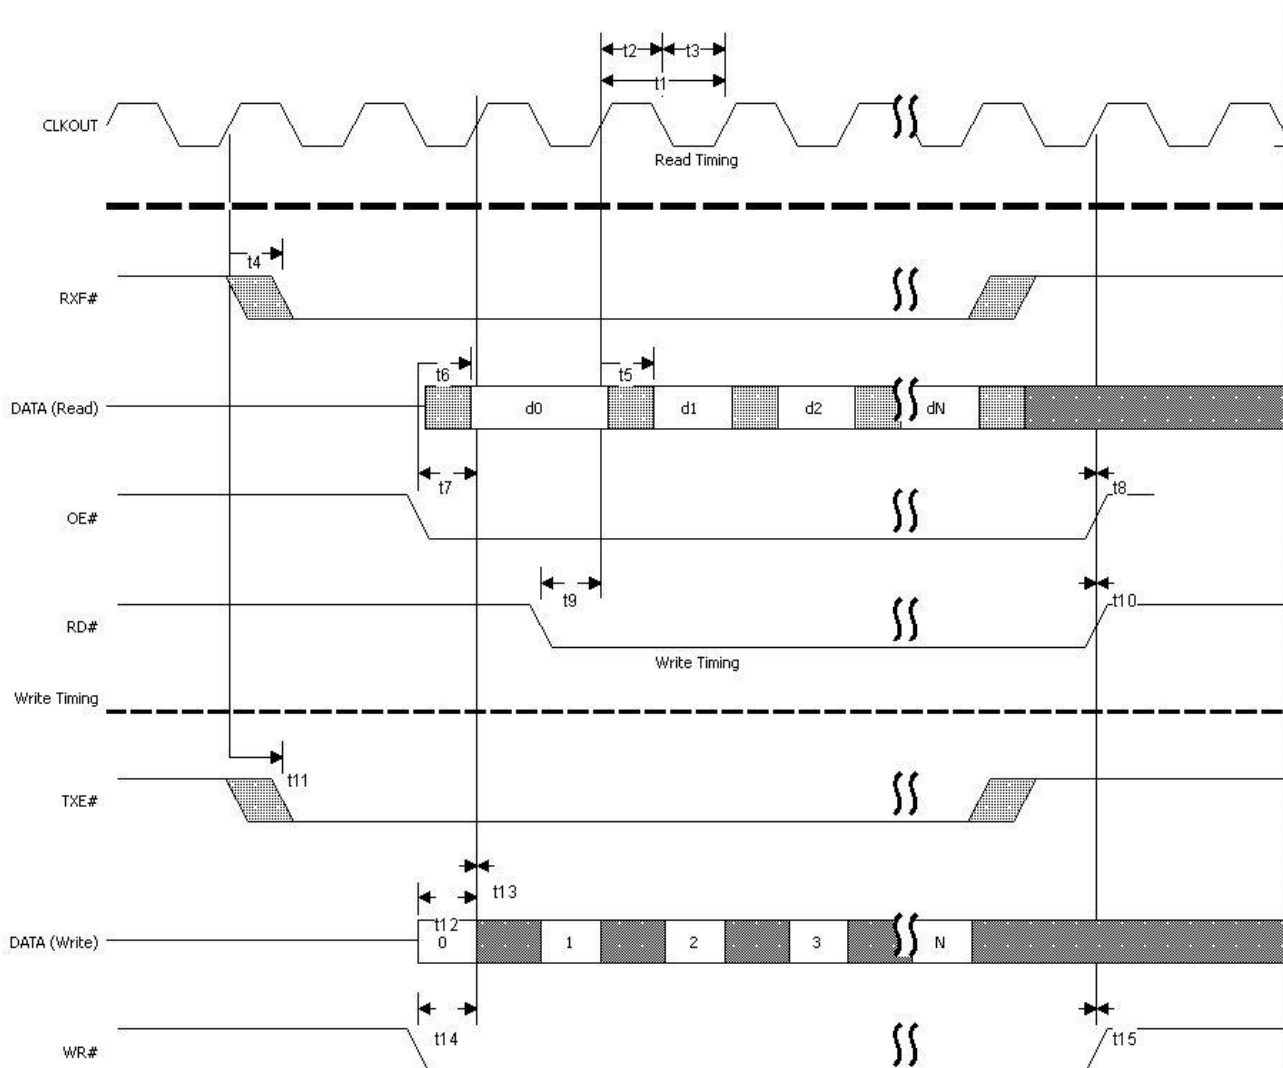 t2 t3
t1
CLKOUT
Read Timing
t4
RXF#
t6 t5
DATA (Read) d0 d1 d2 dN
t7 t8
OE#
t9 t10
RD#
Write Timing
Write Timing
t11
TXE#
t13
t12
DATA (Write) 0 1 2 3 N
t14 t15
WR#